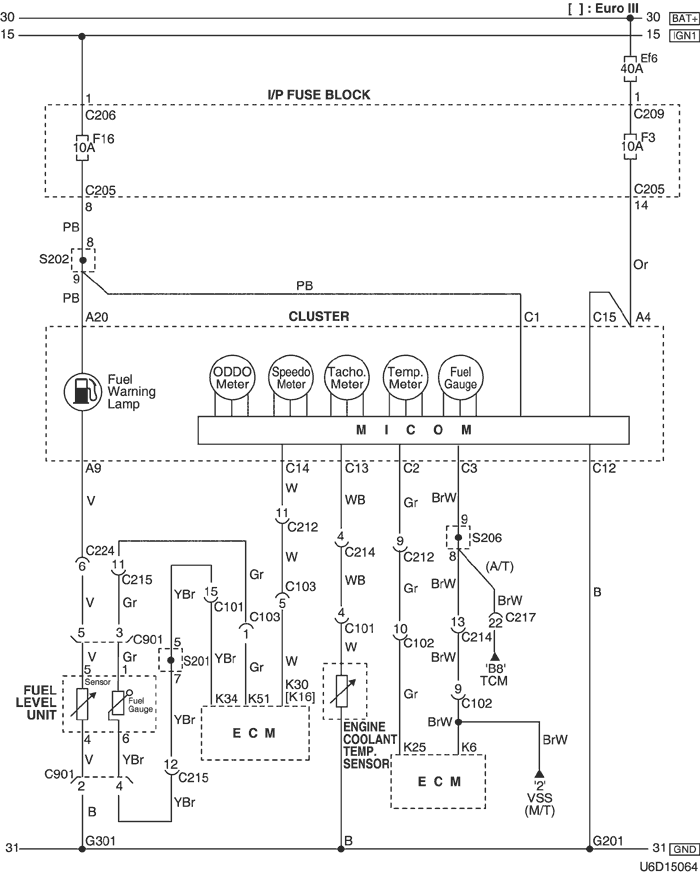 [ ] : Euro III
30 30 BAT+
15 15 IGN1
Ef6
40A
1 I/P FUSE BLOCK 1
C206 C209
F16 F3
10A 10A
C205 C205
8 14
PB
8
S202
9
Or
PB PB
A20 CLUSTER C1 C15 A4
ODDO Meter
Speedo Meter
Tacho. Meter
Temp. Meter
Fuel Gauge
Fuel
Warning
Lamp
M I C O M
A9 C14 C13 C2 C3 C12
V W WB Gr BrW
11 C212
9
S206
8
4 C214
9 C212
(A/T)
C224
6
11
C215
W WB BrW BrW
Gr
YBr
15
C101
C103
C103
5
B
V Gr Gr
22 C217
4 C101
13 C214
10 C102
5 3 C901
1
5
S201
7
YBr
W
'B8'
TCM
V Gr Gr W BrW
5 1
Sensor
Fuel
Gauge
FUEL
LEVEL
UNIT
K34 K51 K30
[K16]
E C M
Gr
9
C102
ENGINE
COOLANT
TEMP.
SENSOR
YBr
BrW
BrW
4 6
K25 K6
V YBr
12
C215
C901
2 4
E C M
'2'
VSS
(M/T)
B YBr
31 G301 B G201 31 GND
U6D15064